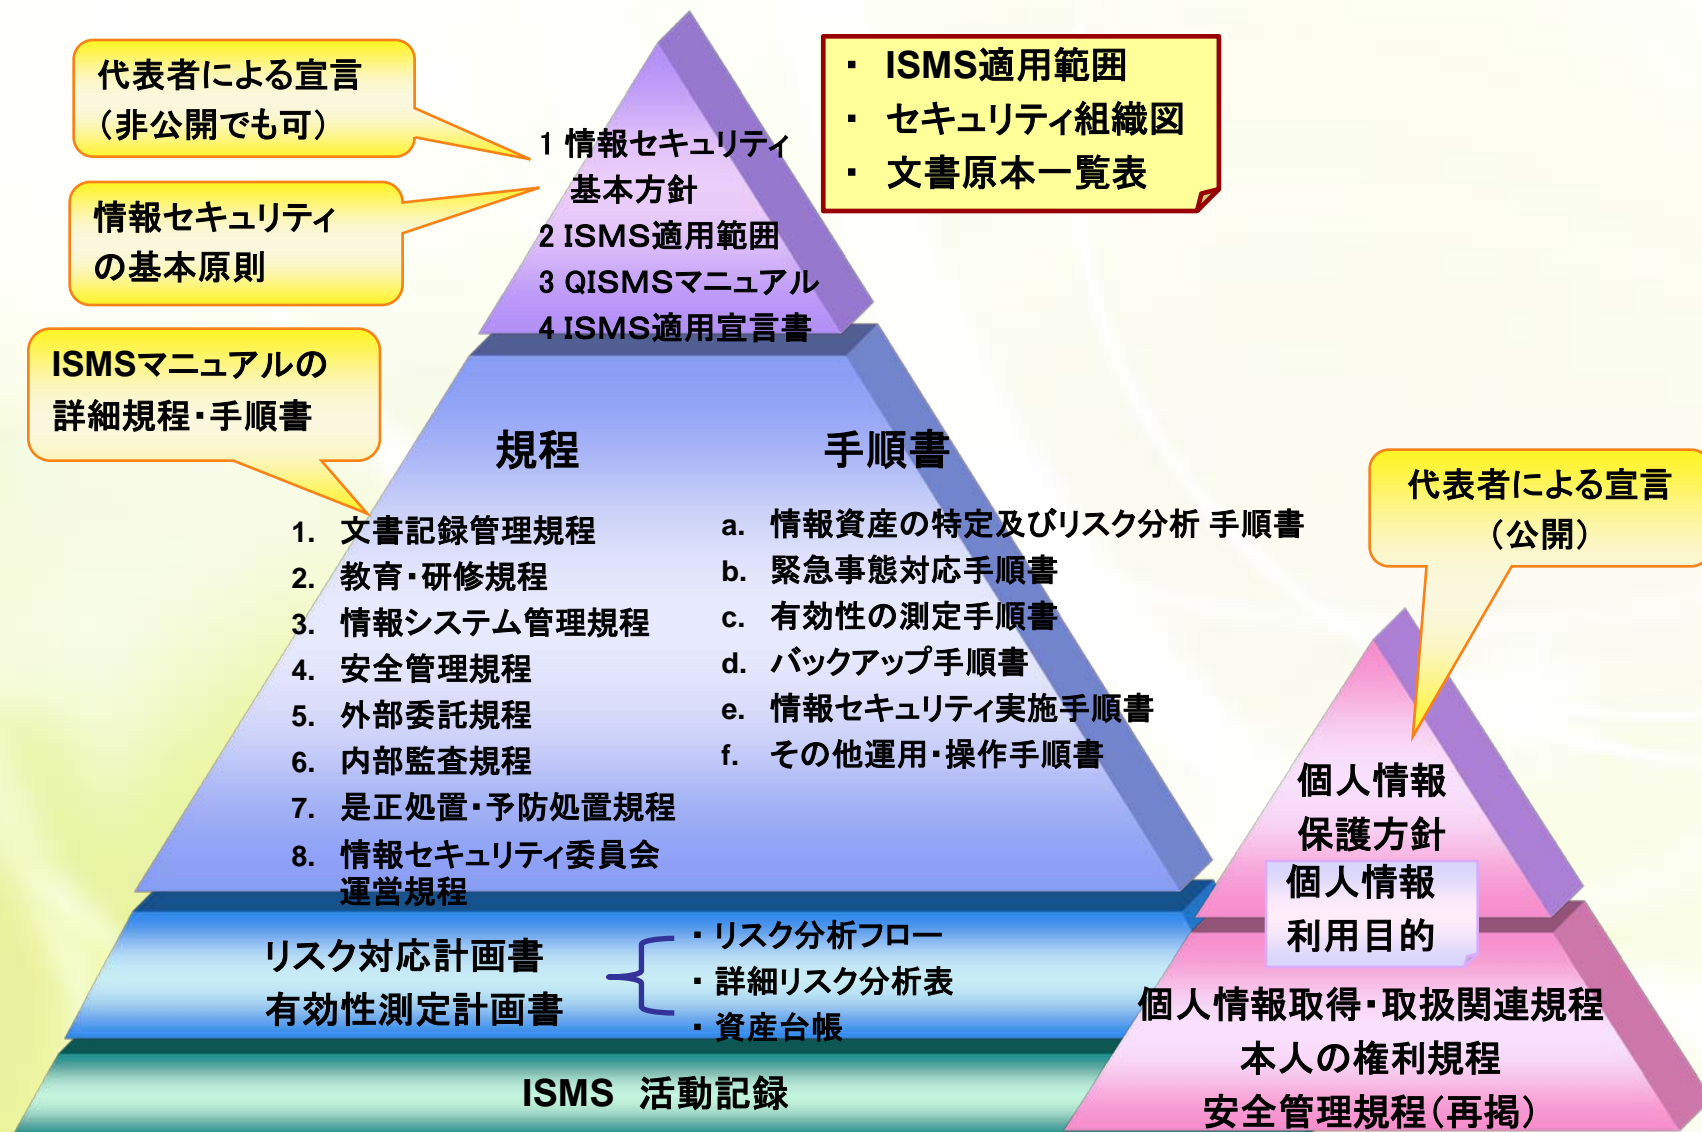 代表者による宣言
（非公開でも可）
情報セキュリティ
の基本原則
・ ISMS適用範囲
・ セキュリティ組織図
・ 文書原本一覧表
1 情報セキュリティ
基本方針
2 ISMS適用範囲
3 QISMSマニュアル
4 ISMS適用宣言書
ISMSマニュアルの
詳細規程・手順書
規程
1. 文書記録管理規程
2. 教育・研修規程
3. 情報システム管理規程
4. 安全管理規程
5. 外部委託規程
6. 内部監査規程
7. 是正処置・予防処置規程
8. 情報セキュリティ委員会
運営規程
手順書
a. 情報資産の特定及びリスク分析 手順書
b. 緊急事態対応手順書
c. 有効性の測定手順書
d. バックアップ手順書
e. 情報セキュリティ実施手順書
f. その他運用・操作手順書
リスク対応計画書
有効性測定計画書
・リスク分析フロー
・詳細リスク分析表
・資産台帳
ISMS 活動記録
代表者による宣言
（公開）
個人情報
保護方針
個人情報
利用目的
個人情報取得・取扱関連規程
本人の権利規程
安全管理規程（再掲）